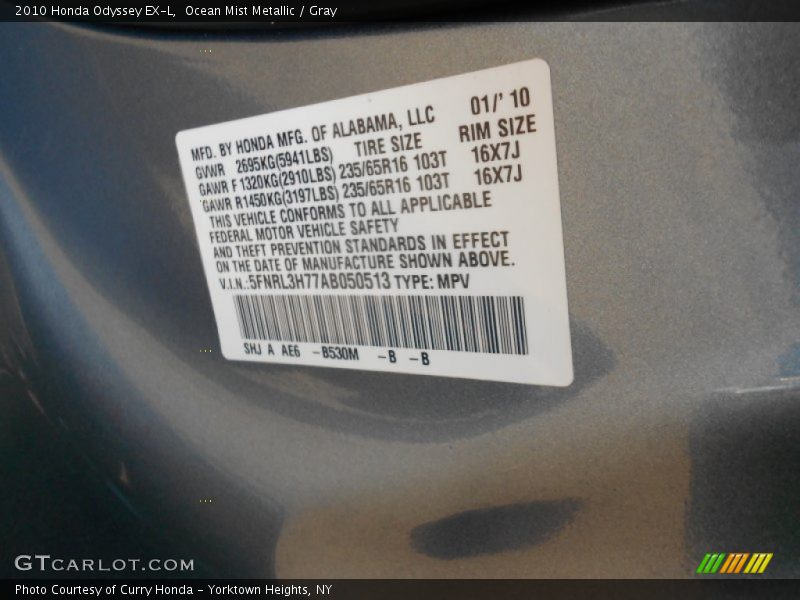 2010 Honda Odyssey EX-L, Ocean Mist Metallic / Gray
MFD. BY HONDA MFG. OF ALABAMA, LLC 01/' 10
GVWR 2695KG(5941LBS) TIRE SIZE RIM SIZE
GAWR F 1320KG(2910LBS) 235/65R16 103T 16X7J
GAWR R1450KG(3197LBS) 235/65R16 103T 16X7J
THIS VEHICLE CONFORMS TO ALL APPLICABLE
FEDERAL MOTOR VEHICLE SAFETY
AND THEFT PREVENTION STANDARDS IN EFFECT
ON THE DATE OF MANUFACTURE SHOWN ABOVE.
V.I.N.:5FNRL3H77AB050513 TYPE: MPV
SHJ A AE6 -B530M -B -B
GTCARLOT.COM
Photo Courtesy of Curry Honda - Yorktown Heights, NY